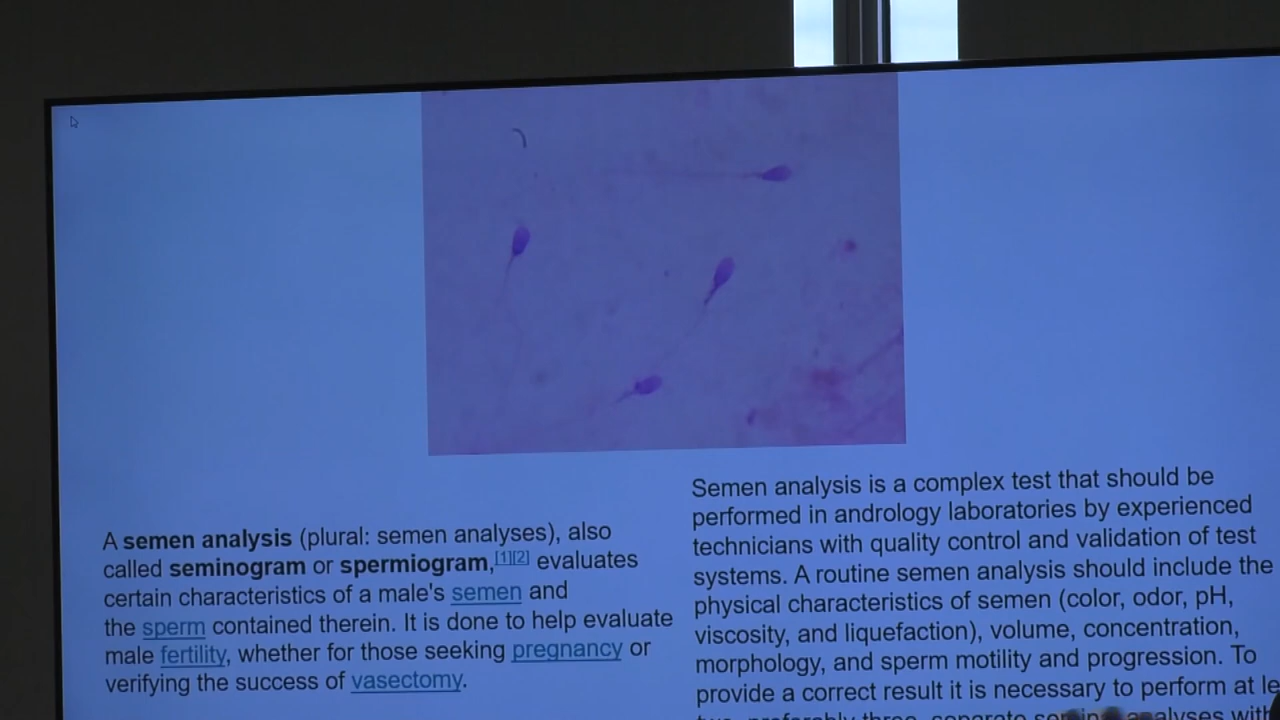 A semen analysis (plural: semen analyses), also
called seminogram or spermiogram,[1][2] evaluates
certain characteristics of a male's semen and
the sperm contained therein. It is done to help evaluate
male fertility, whether for those seeking pregnancy or
verifying the success of vasectomy.
Semen analysis is a complex test that should be
performed in andrology laboratories by experienced
technicians with quality control and validation of test
systems. A routine semen analysis should include the
physical characteristics of semen (color, odor, pH,
viscosity, and liquefaction), volume, concentration,
morphology, and sperm motility and progression. To
provide a correct result it is necessary to perform at
preferably three, separate analyses with